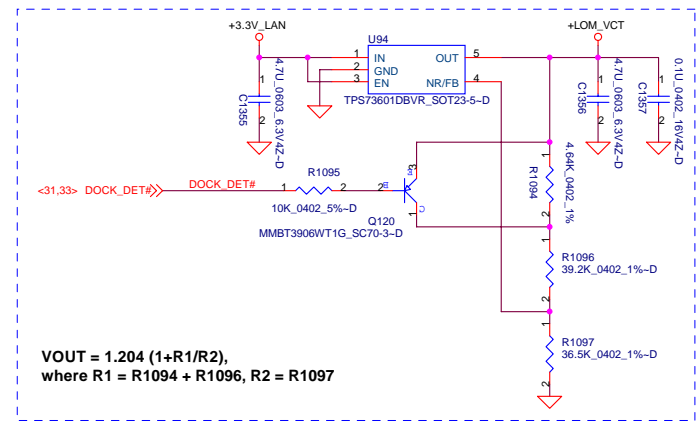 +3.3V_LAN
+LOM_VCT
U94
1 IN OUT 5
2 GND
3 EN NR/FB 4
TPS73601DBVR_SOT23-5~D
1
2
C1355
4.7U_0603_6.3V4Z~D
1
2
C1356
4.7U_0603_6.3V4Z~D
1
2
C1357
0.1U_0402_16V4Z~D
<31,33> DOCK_DET#
DOCK_DET#
R1095
1 2
10K_0402_5%~D
2
B
E
3
C
1
Q120
MMBT3906WT1G_SC70-3~D
1
2
R1094
4.64K_0402_1%
1
2
R1096
39.2K_0402_1%~D
1
2
R1097
36.5K_0402_1%~D
VOUT = 1.204 (1+R1/R2),
where R1 = R1094 + R1096, R2 = R1097